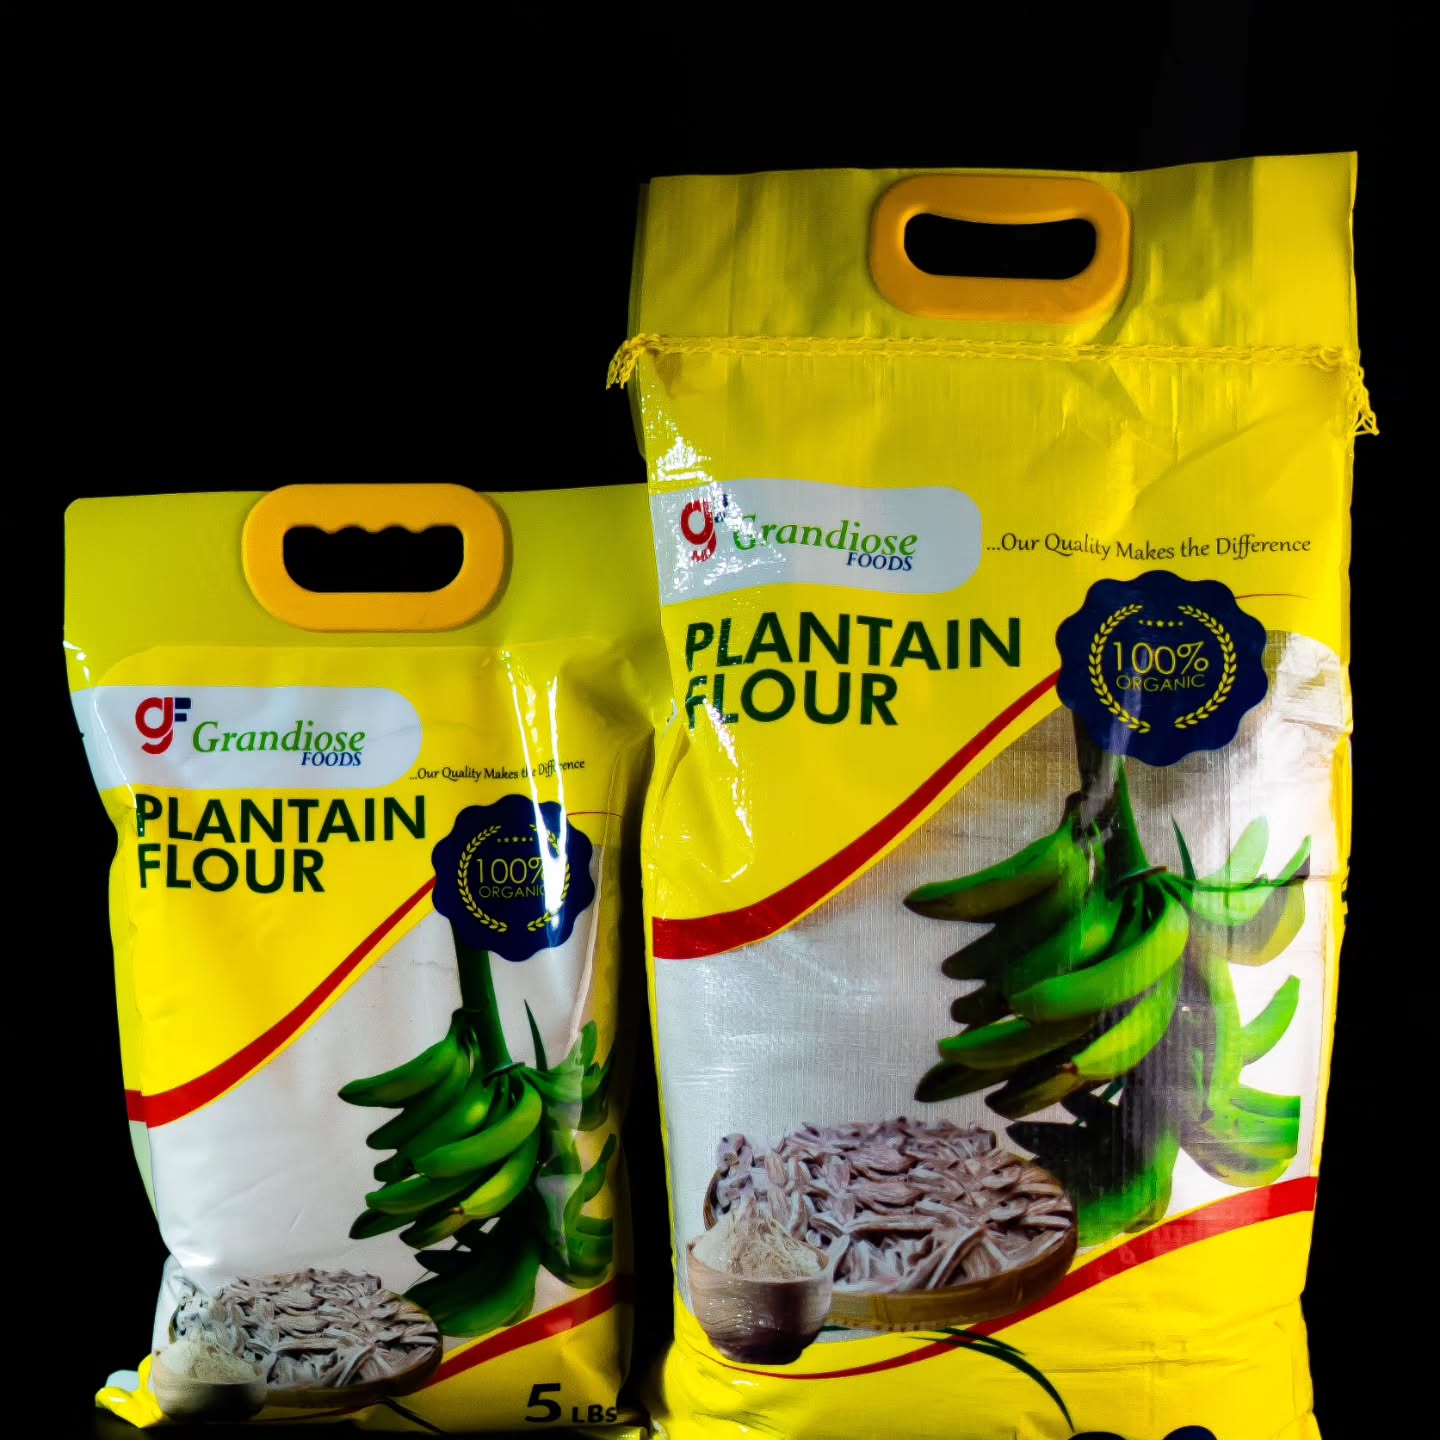 gF Grandiose
FOODS
...Our Quality Makes the Difference
PLANTAIN
FLOUR
100%
ORGANIC
5 LBS
gF Grandiose
FOODS
...Our Quality Makes the Difference
PLANTAIN
FLOUR
100%
ORGANIC